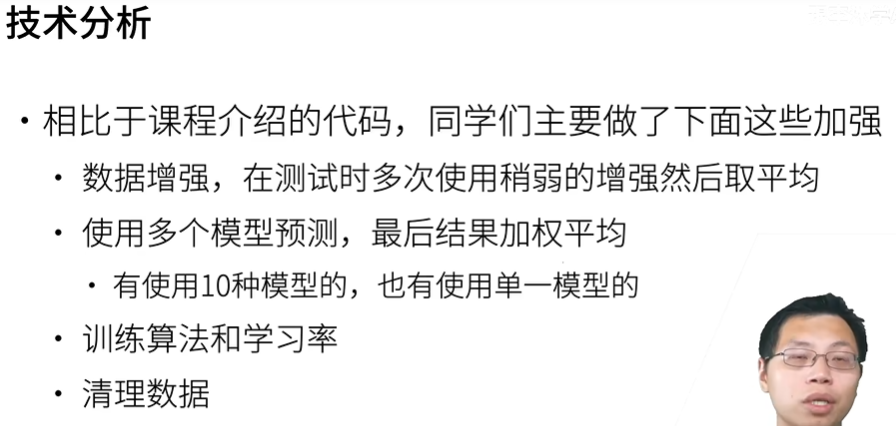 技术分析
• 相比于课程介绍的代码，同学们主要做了下面这些加强
• 数据增强，在测试时多次使用稍弱的增强然后取平均
• 使用多个模型预测，最后结果加权平均
• 有使用10种模型的，也有使用单一模型的
• 训练算法和学习率
• 清理数据